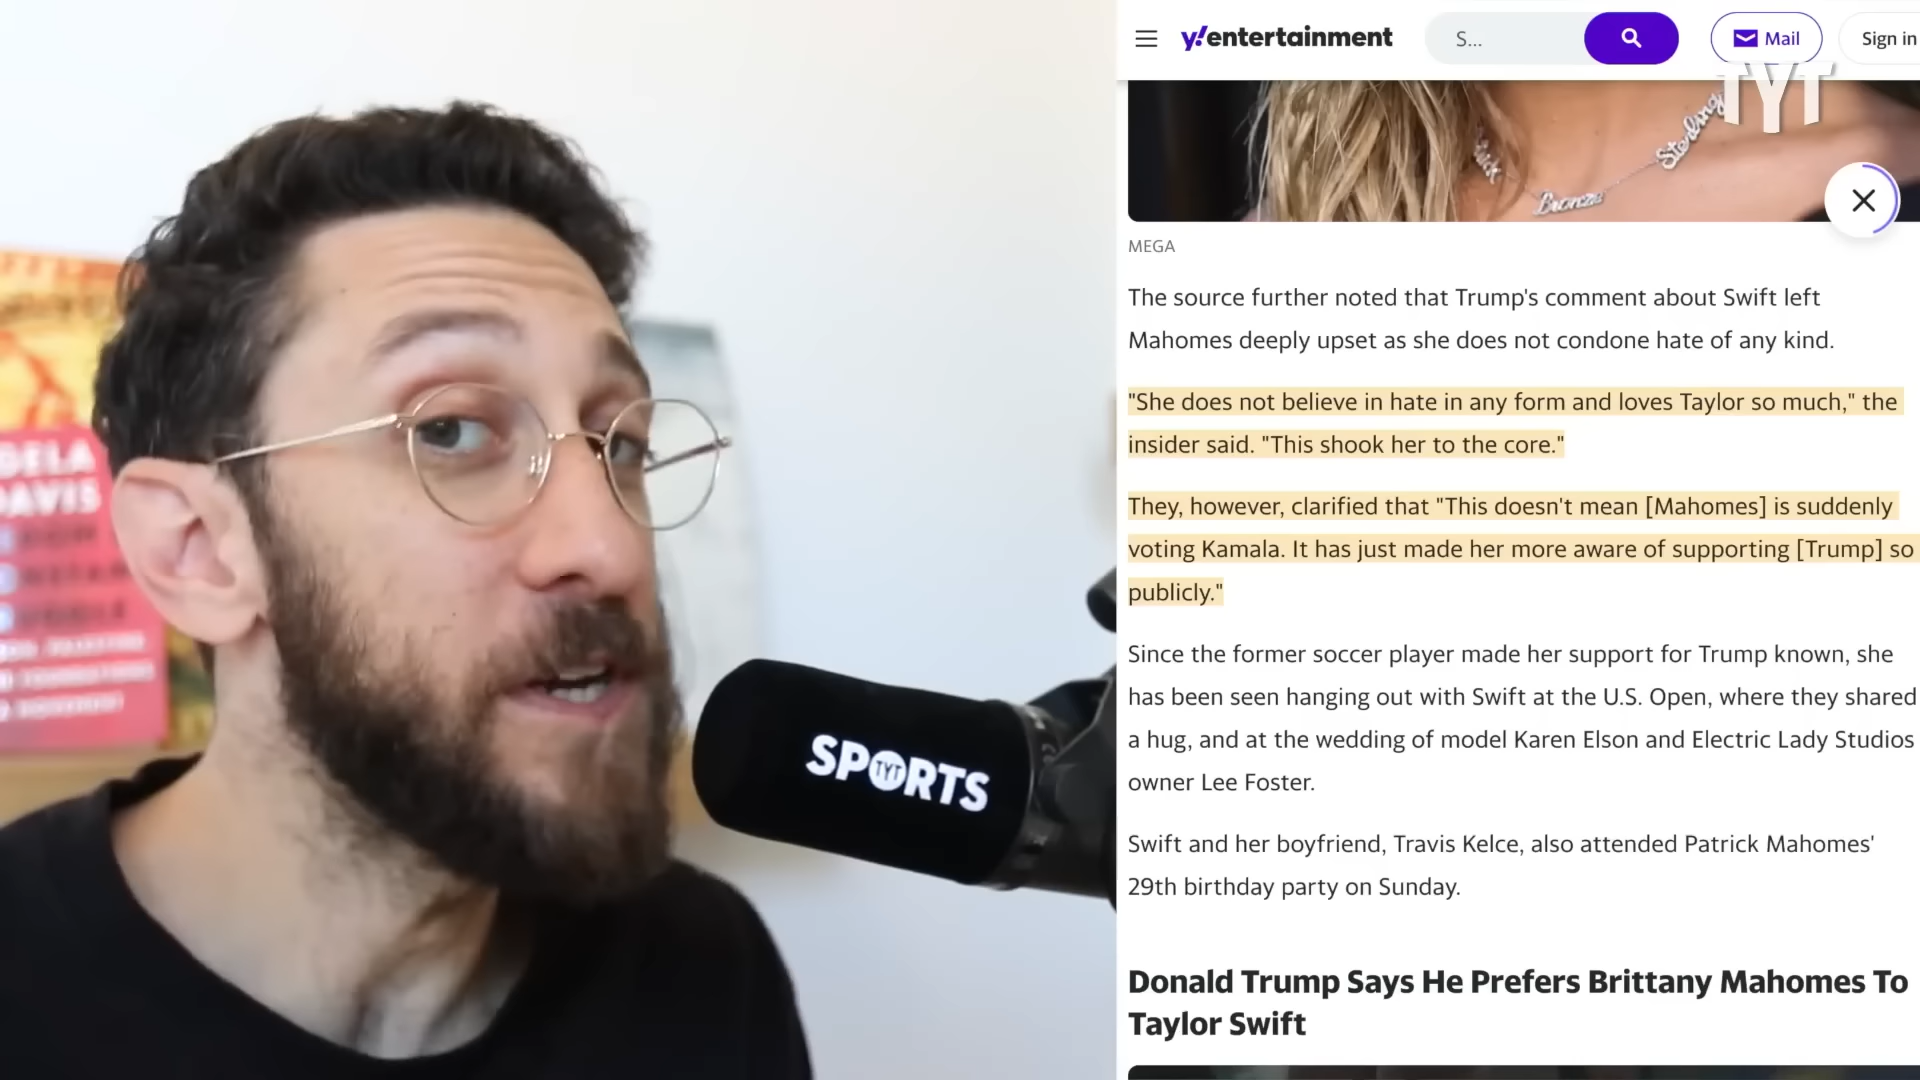 y!entertainment
S...
Mail
Sign in
TYT
Sterling
Bronze
MEGA
The source further noted that Trump's comment about Swift left
Mahomes deeply upset as she does not condone hate of any kind.
"She does not believe in hate in any form and loves Taylor so much," the
insider said. "This shook her to the core."
They, however, clarified that "This doesn't mean [Mahomes] is suddenly
voting Kamala. It has just made her more aware of supporting [Trump] so
publicly."
Since the former soccer player made her support for Trump known, she
has been seen hanging out with Swift at the U.S. Open, where they shared
a hug, and at the wedding of model Karen Elson and Electric Lady Studios
owner Lee Foster.
Swift and her boyfriend, Travis Kelce, also attended Patrick Mahomes'
29th birthday party on Sunday.
Donald Trump Says He Prefers Brittany Mahomes To
Taylor Swift
SPORTS
TYT
GELA
DAVIS